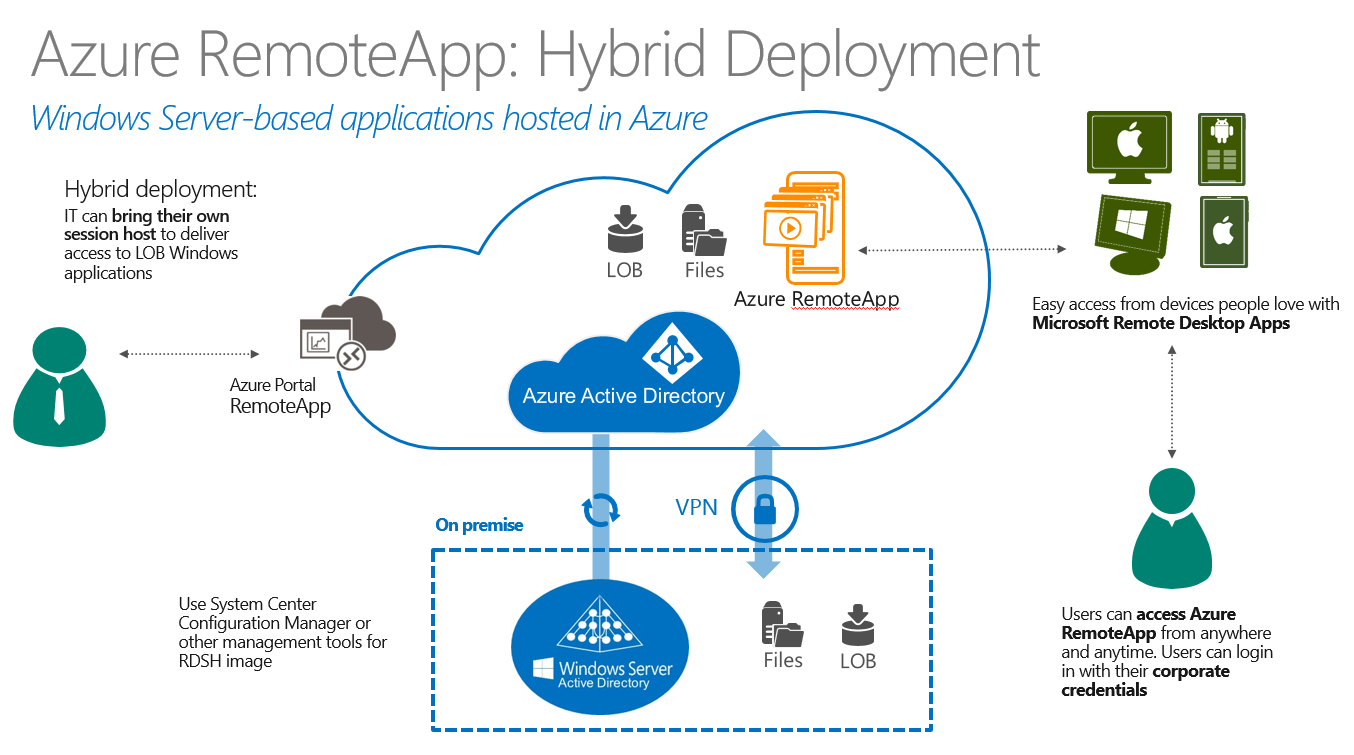 Azure RemoteApp: Hybrid Deployment
Windows Server-based applications hosted in Azure
Hybrid deployment:
IT can bring their own
session host to deliver
access to LOB Windows
applications
LOB
Files
Azure RemoteApp
Easy access from devices people love with
Microsoft Remote Desktop Apps
Azure Portal
RemoteApp
Azure Active Directory
VPN
On premise
Use System Center
Configuration Manager or
other management tools for
RDSH image
Windows Server
Active Directory
Files
LOB
Users can access Azure
RemoteApp from anywhere
and anytime. Users can login
in with their corporate
credentials